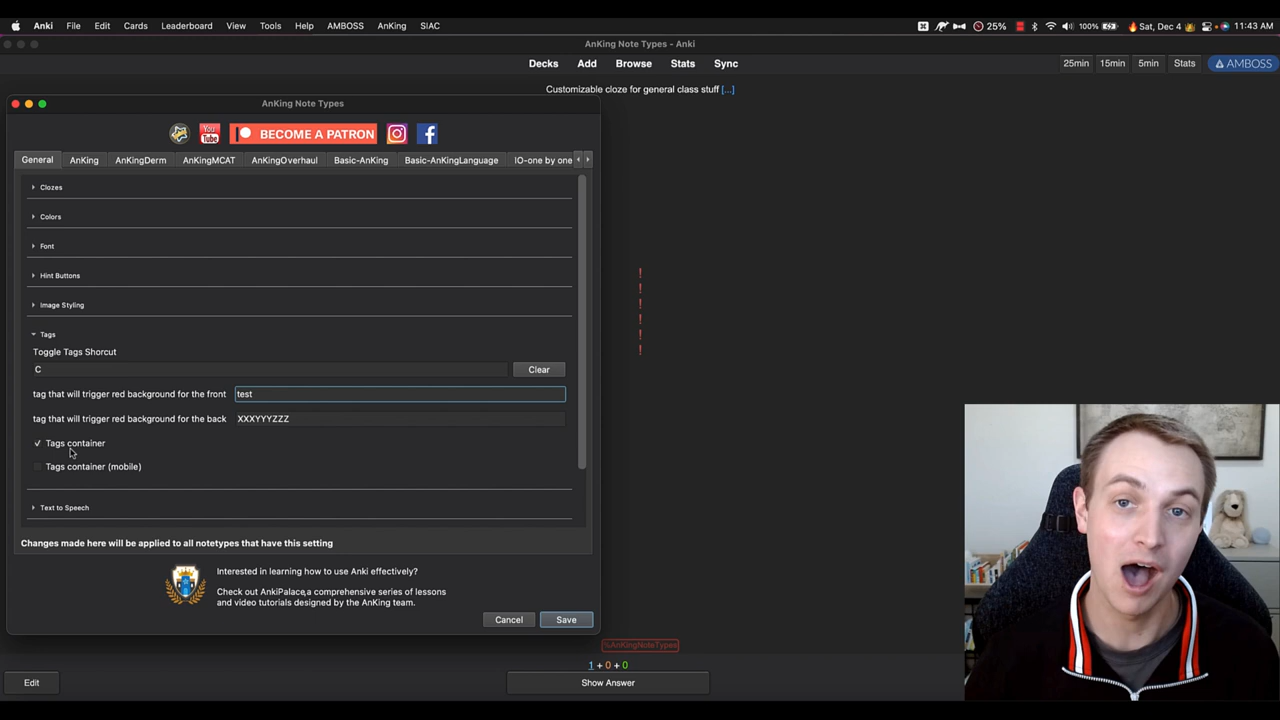 Anki File Edit Cards Leaderboard View Tools Help AMBOSS AnKing SIAC
25% 100% Sat, Dec 4 11:43 AM
AnKing Note Types - Anki
Decks Add Browse Stats Sync
25min 15min 5min Stats AMBOSS
Customizable cloze for general class stuff [...]
AnKing Note Types
You Tube BECOME A PATRON
General AnKing AnKingDerm AnKingMCAT AnKingOverhaul Basic-AnKing Basic-AnKingLanguage IO-one by one
Clozes
Colors
Font
Hint Buttons
Image Styling
Tags
Toggle Tags Shorcut
C Clear
tag that will trigger red background for the front test
tag that will trigger red background for the back XXXYYYZZZ
Tags container
Tags container (mobile)
Text to Speech
Changes made here will be applied to all notetypes that have this setting
Interested in learning how to use Anki effectively?
Check out AnkiPalace,a comprehensive series of lessons
and video tutorials designed by the AnKing team.
Cancel Save
!
!
!
!
!
!
%AnKingNoteTypes
1 + 0 + 0
Edit Show Answer